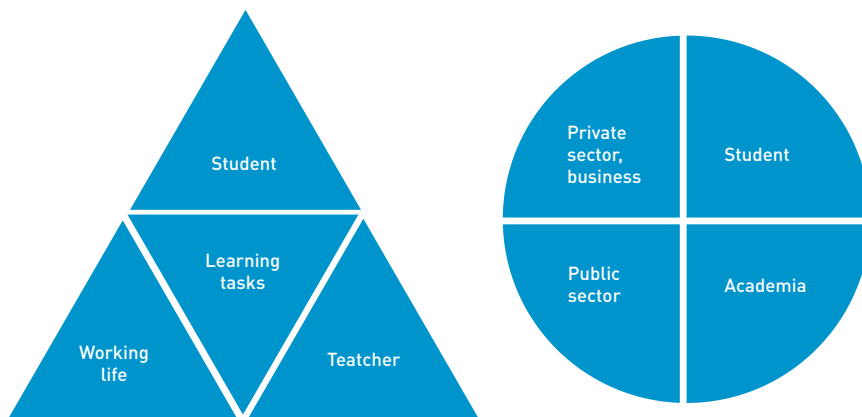 Student
Learning
tasks
Working
life
Teatcher
Private
sector,
business
Student
Public
sector
Academia